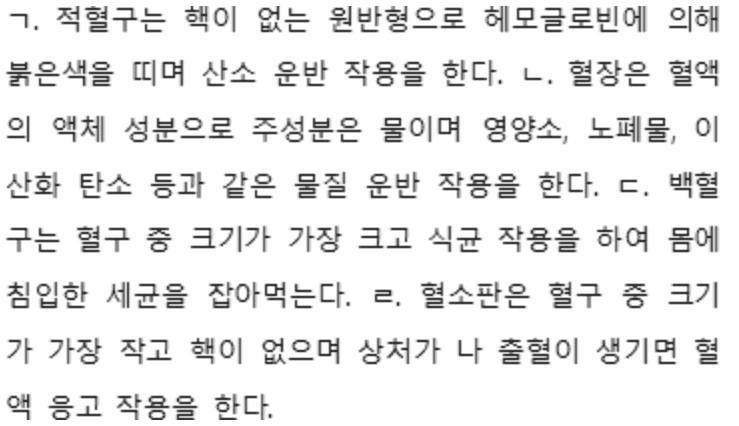 ㄱ. 적혈구는 핵이 없는 원반형으로 헤모글로빈에 의해
붉은색을 띠며 산소 운반 작용을 한다. ㄴ. 혈장은 혈액
의 액체 성분으로 주성분은 물이며 영양소, 노폐물, 이
산화 탄소 등과 같은 물질 운반 작용을 한다. ㄷ. 백혈
구는 혈구 중 크기가 가장 크고 식균 작용을 하여 몸에
침입한 세균을 잡아먹는다. ㄹ. 혈소판은 혈구 중 크기
가 가장 작고 핵이 없으며 상처가 나 출혈이 생기면 혈
액 응고 작용을 한다.